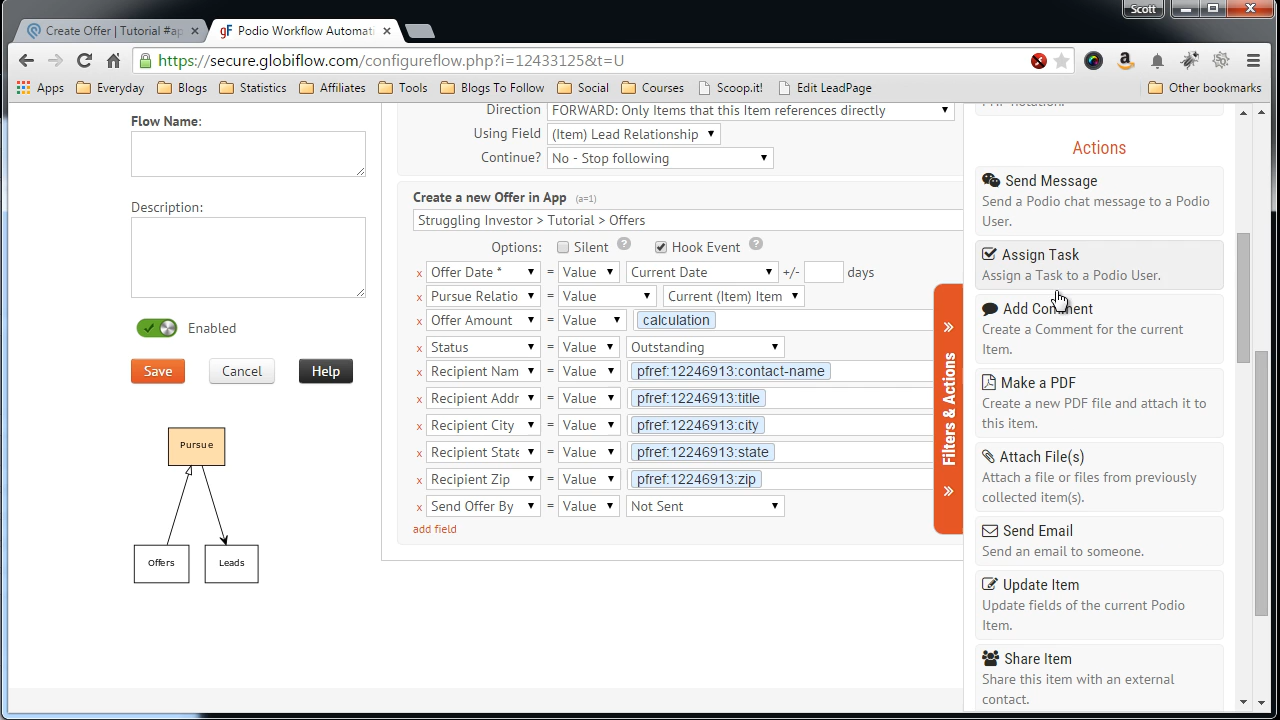 Scott
Create Offer | Tutorial #ap
Podio Workflow Automati
https://secure.globiflow.com/configureflow.php?i=12433125&t=U
Apps Everyday Blogs Statistics Affiliates Tools Blogs To Follow Social Courses Scoop.it! Edit LeadPage Other bookmarks
Flow Name:
Description:
Enabled
Save Cancel Help
Pursue
Offers Leads
Direction FORWARD: Only Items that this Item references directly
Using Field (Item) Lead Relationship
Continue? No - Stop following
Create a new Offer in App (a=1)
Struggling Investor > Tutorial > Offers
Options: Silent ? Hook Event ?
x Offer Date * = Value Current Date +/- days
x Pursue Relatio = Value Current (Item) Item
x Offer Amount = Value calculation
x Status = Value Outstanding
x Recipient Nam = Value pfref:12246913:contact-name
x Recipient Addr = Value pfref:12246913:title
x Recipient City = Value pfref:12246913:city
x Recipient State = Value pfref:12246913:state
x Recipient Zip = Value pfref:12246913:zip
x Send Offer By = Value Not Sent
add field
» Filters & Actions »
Actions
Send Message
Send a Podio chat message to a Podio
User.
Assign Task
Assign a Task to a Podio User.
Add Comment
Create a Comment for the current
Item.
Make a PDF
Create a new PDF file and attach it to
this item.
Attach File(s)
Attach a file or files from previously
collected item(s).
Send Email
Send an email to someone.
Update Item
Update fields of the current Podio
Item.
Share Item
Share this item with an external
contact.